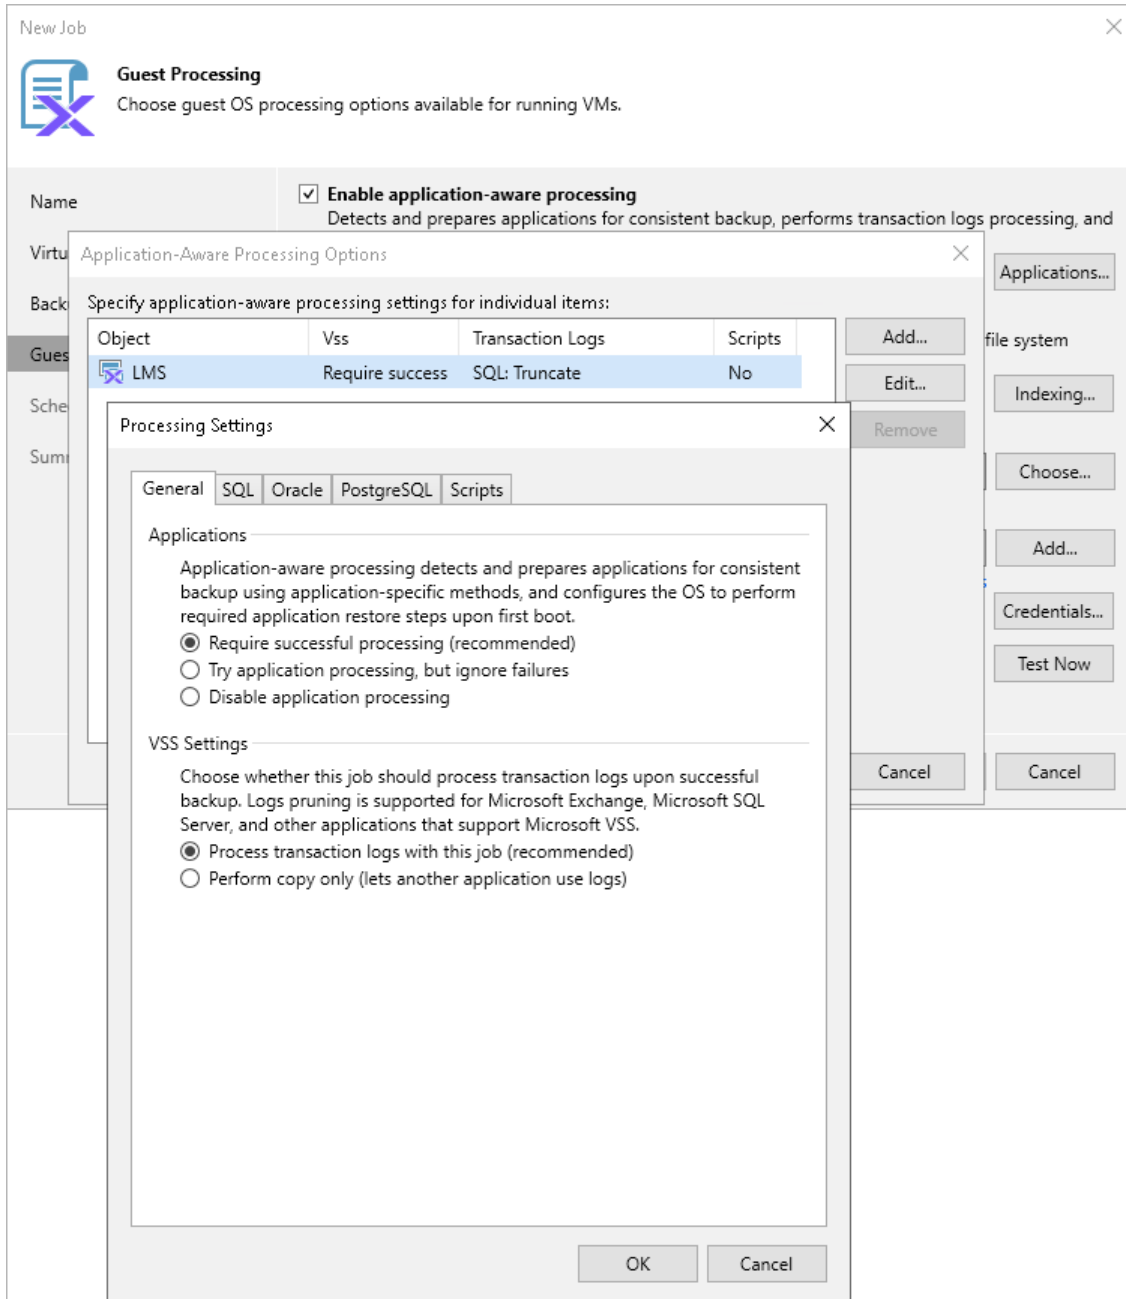 New Job
Guest Processing
Choose guest OS processing options available for running VMs.
Name
Enable application-aware processing
Detects and prepares applications for consistent backup, performs transaction logs processing, and
Virtu
Application-Aware Processing Options
Applications...
Back
Specify application-aware processing settings for individual items:
Object Vss Transaction Logs Scripts
Add...
file system
Gues
LMS Require success SQL: Truncate No
Edit...
Indexing...
Sche
Processing Settings
Remove
Sum
Choose...
General SQL Oracle PostgreSQL Scripts
Applications
Add...
Application-aware processing detects and prepares applications for consistent
backup using application-specific methods, and configures the OS to perform
required application restore steps upon first boot.
s
Credentials...
Require successful processing (recommended)
Try application processing, but ignore failures
Test Now
Disable application processing
VSS Settings
Choose whether this job should process transaction logs upon successful
backup. Logs pruning is supported for Microsoft Exchange, Microsoft SQL
Server, and other applications that support Microsoft VSS.
Cancel
Cancel
Process transaction logs with this job (recommended)
Perform copy only (lets another application use logs)
OK
Cancel